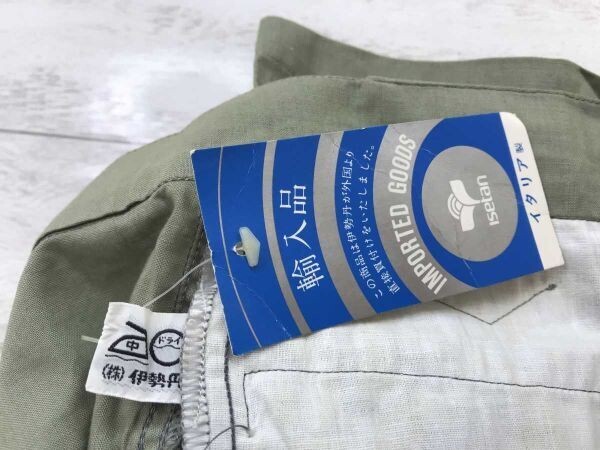 輸入品
この商品は伊勢丹が外国より
直接買付けをいたしました。
IMPORTED GOODS
Isetan
イタリア製
中
ドライ
(株)伊勢丹